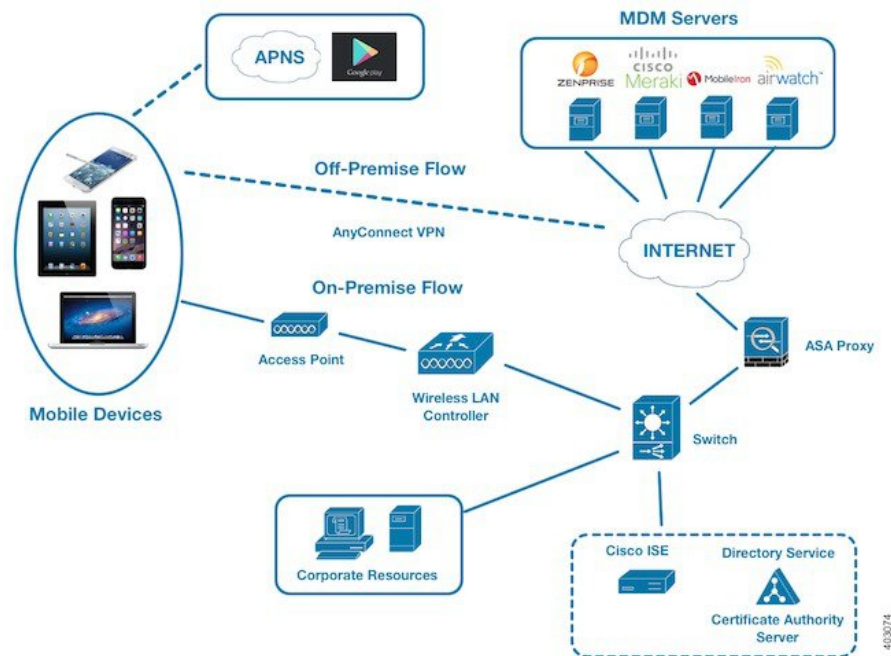 MDM Servers
APNS
Google play
ZENPRISE
CISCO
Meraki
MobileIron
airwatch™
Off-Premise Flow
INTERNET
AnyConnect VPN
On-Premise Flow
ASA Proxy
Access Point
Wireless LAN
Controller
Mobile Devices
Switch
Cisco ISE
Directory Service
Corporate Resources
Certificate Authority
Server
403074